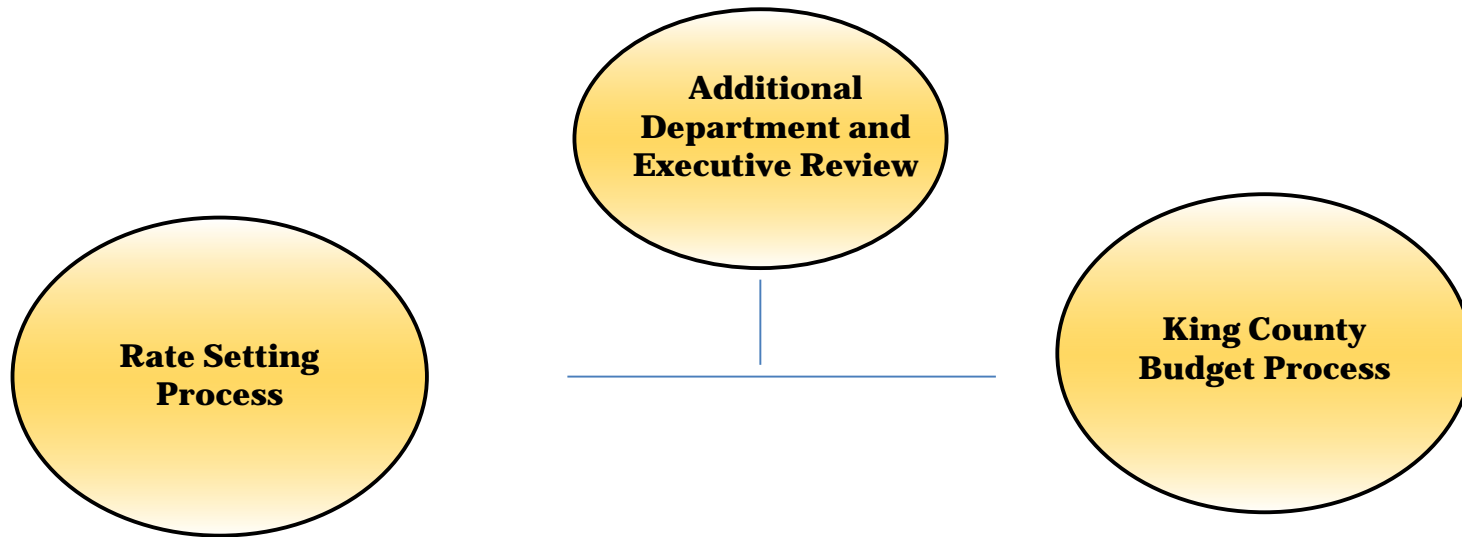 Additional
Department and
Executive Review
Rate Setting
Process
King County
Budget Process